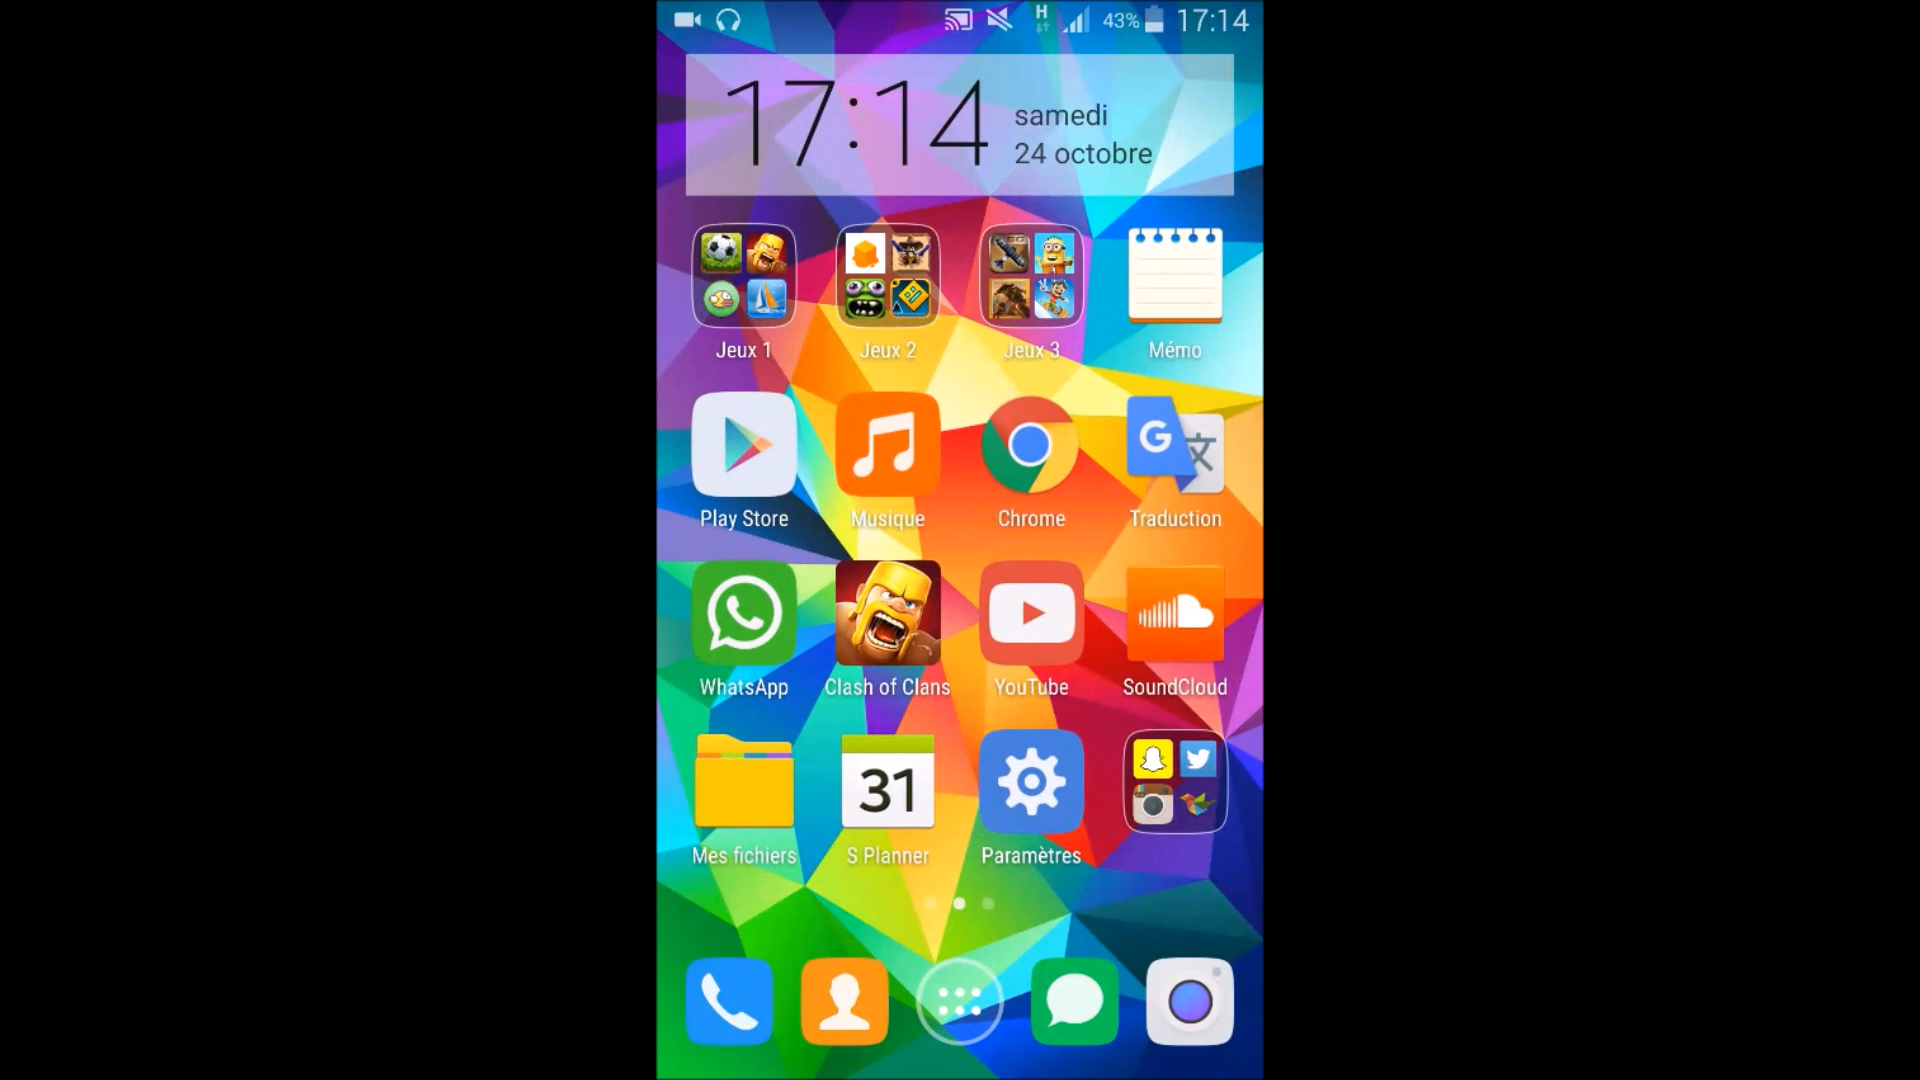 H 43% 17:14
17:14
samedi
24 octobre
Jeux 1 Jeux 2 Jeux 3 Mémo
G 文
Play Store Musique Chrome Traduction
WhatsApp Clash of Clans YouTube SoundCloud
31
Mes fichiers S Planner Paramètres